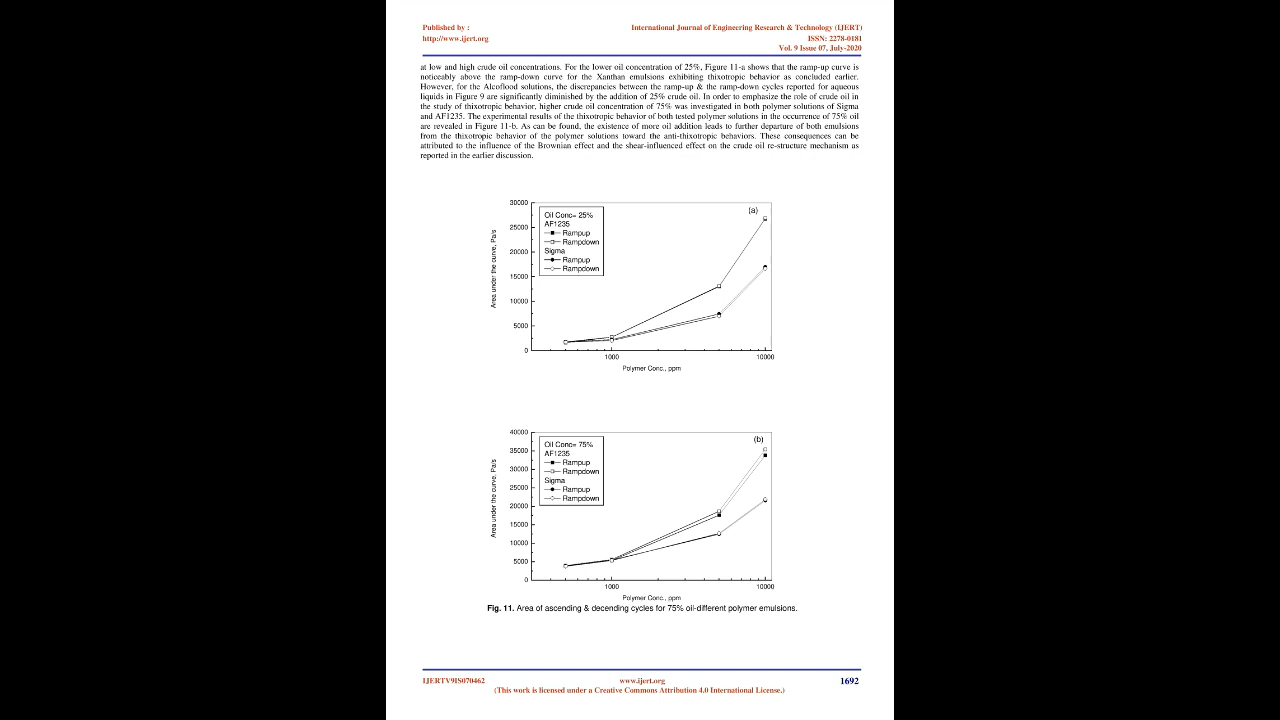 Published by :
International Journal of Engineering Research & Technology (IJERT)
http://www.ijert.org
ISSN: 2278-0181
Vol. 9 Issue 07, July-2020
at low and high crude oil concentrations. For the lower oil concentration of 25%, Figure 11-a shows that the ramp-up curve is
noticeably above the ramp-down curve for the Xanthan emulsions exhibiting thixotropic behavior as concluded earlier.
However, for the Alcoflood solutions, the discrepancies between the ramp-up & the ramp-down cycles reported for aqueous
liquids in Figure 9 are significantly diminished by the addition of 25% crude oil. In order to emphasize the role of crude oil in
the study of thixotropic behavior, higher crude oil concentration of 75% was investigated in both polymer solutions of Sigma
and AF1235. The experimental results of the thixotropic behavior of both tested polymer solutions in the occurrence of 75% oil
are revealed in Figure 11-b. As can be found, the existence of more oil addition leads to further departure of both emulsions
from the thixotropic behavior of the polymer solutions toward the anti-thixotropic behaviors. These consequences can be
attributed to the influence of the Brownian effect and the shear-influenced effect on the crude oil re-structure mechanism as
reported in the earlier discussion.
(a)
Oil Conc= 25%
AF1235
Rampup
Rampdown
Sigma
Rampup
Rampdown
30000
25000
20000
15000
10000
5000
0
Area under the curve, Pa/s
1000
10000
Polymer Conc., ppm
(b)
Oil Conc= 75%
AF1235
Rampup
Rampdown
Sigma
Rampup
Rampdown
40000
35000
30000
25000
20000
15000
10000
5000
0
Area under the curve, Pa/s
1000
10000
Polymer Conc., ppm
Fig. 11. Area of ascending & decending cycles for 75% oil-different polymer emulsions.
IJERTV9IS070462
www.ijert.org
1692
(This work is licensed under a Creative Commons Attribution 4.0 International License.)